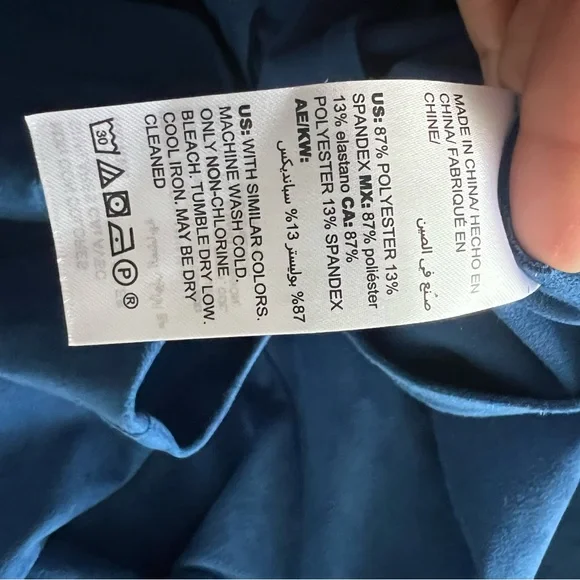 MADE IN CHINA/ HECHO EN
CHINA/ FABRIQUÉ EN
CHINE/
صنع في الصين
US: 87% POLYESTER 13%
SPANDEX MX: 87% poliéster
13% elastano CA: 87%
POLYESTER 13% SPANDEX
AE/KW:
87% بوليستر 13% سبانديكس
US: WITH SIMILAR COLORS.
MACHINE WASH COLD.
ONLY NON-CHLORINE
BLEACH. TUMBLE DRY LOW.
COOL IRON. MAY BE DRY
CLEANED
30
P
®